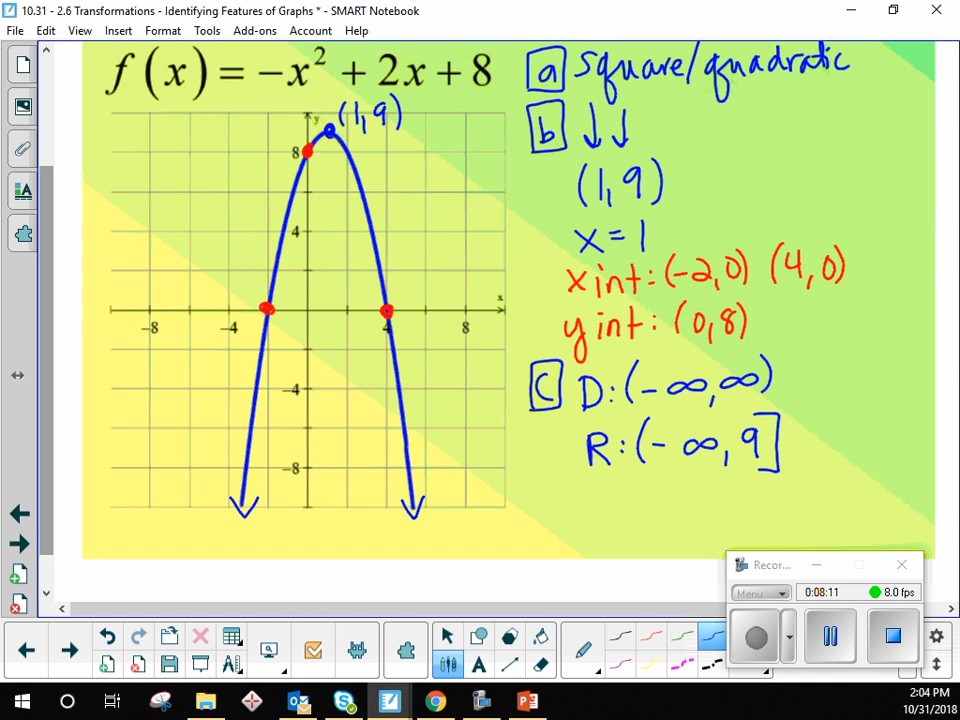 10.31 - 2.6 Transformations - Identifying Features of Graphs * - SMART Notebook
File Edit View Insert Format Tools Add-ons Account Help
f(x) = −x² + 2x + 8
a square/quadratic
(1, 9)
y
b ↓ ↓
8
(1, 9)
4
x = 1
x int: (-2, 0) (4, 0)
x
-8 -4 4 8
y int: (0, 8)
-4
C D: (-∞, ∞)
R: (-∞, 9]
-8
Recor...
Menu 0:08:11 8.0 fps
A
2:04 PM
10/31/2018